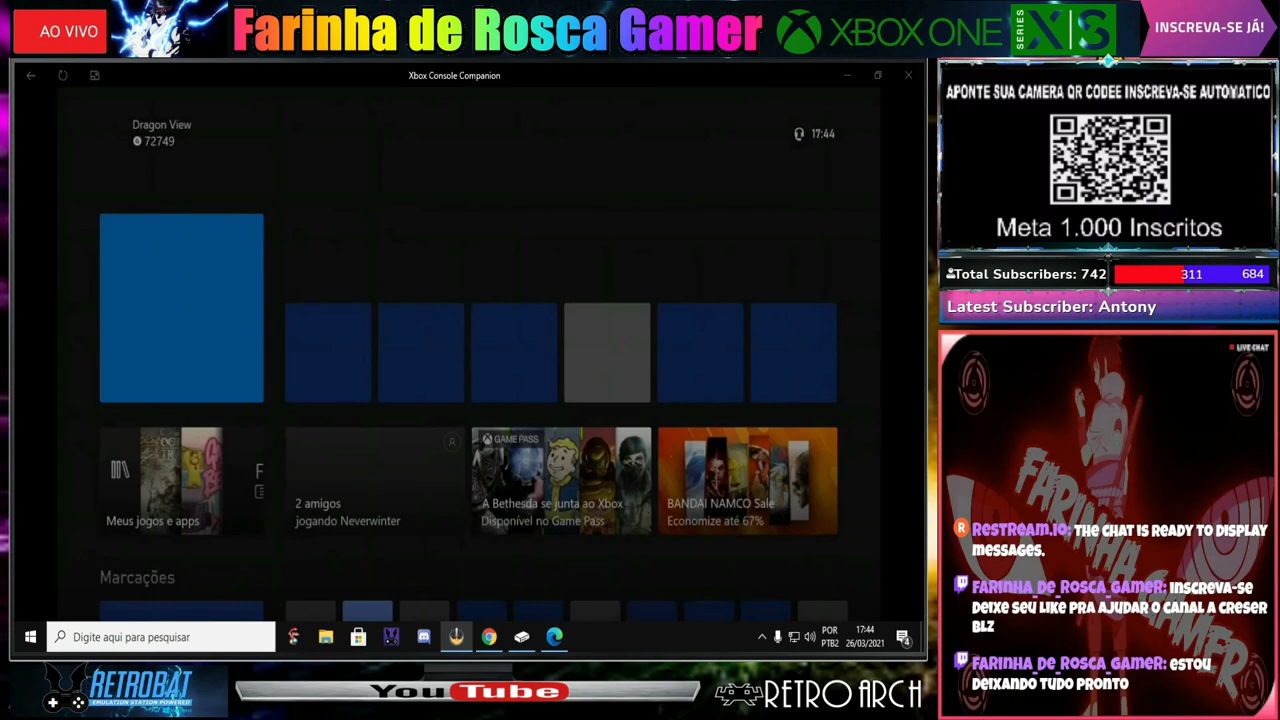 AO VIVO
Farinha de Rosca Gamer
XBOX ONE
SERIES X|S
INSCREVA-SE JÁ!
Xbox Console Companion
Dragon View
G 72749
17:44
Meus jogos e apps
F
2 amigos
jogando Neverwinter
GAME PASS
A Bethesda se junta ao Xbox
Disponível no Game Pass
BANDAI NAMCO Sale
Economize até 67%
Marcações
Digite aqui para pesquisar
POR
PTB2
17:44
26/03/2021
4
APONTE SUA CAMERA QR CODEE INSCREVA-SE AUTOMATICO
Meta 1.000 Inscritos
Total Subscribers: 742
311
684
Latest Subscriber: Antony
LIVE CHAT
FARINHA GAMER
Restream.io: The chat is ready to display
messages.
Farinha_de_Rosca_Gamer: Inscreva-se
deixe seu like pra ajudar o canal a creser
blz
Farinha_de_Rosca_Gamer: estou
deixando tudo pronto
RETROBAT
EMULATION STATION POWERED
YouTube
RETRO ARCH